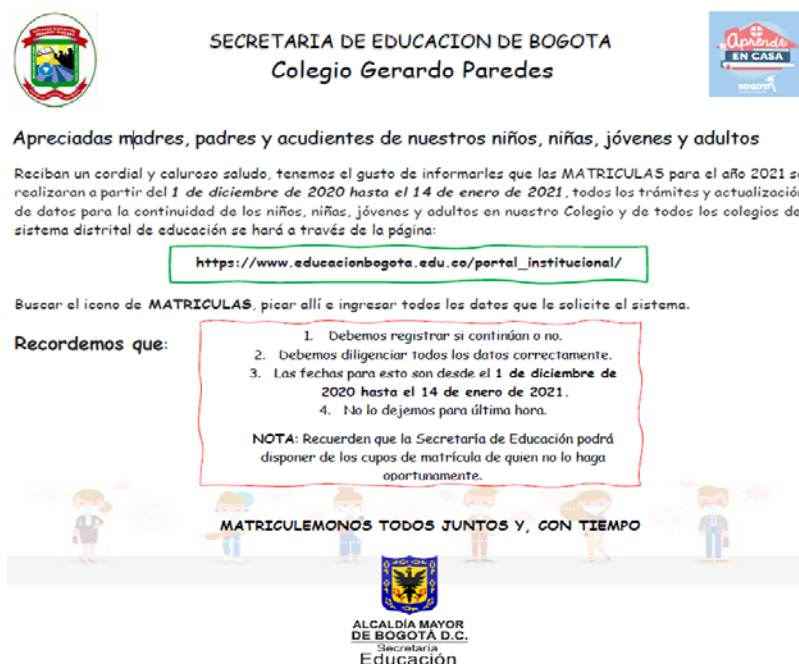 SECRETARIA DE EDUCACION DE BOGOTA
Colegio Gerardo Paredes
aprende
EN CASA
BOGOTÁ
Apreciadas madres, padres y acudientes de nuestros niños, niñas, jóvenes y adultos
Reciban un cordial y caluroso saludo, tenemos el gusto de informarles que las MATRICULAS para el año 2021 se
realizaran a partir del 1 de diciembre de 2020 hasta el 14 de enero de 2021, todos los trámites y actualización
de datos para la continuidad de los niños, niñas, jóvenes y adultos en nuestro Colegio y de todos los colegios de
sistema distrital de educación se hará a través de la página:
https://www.educacionbogota.edu.co/portal_institucional/
Buscar el icono de MATRICULAS, picar allí e ingresar todos los datos que le solicite el sistema.
Recordemos que:
1. Debemos registrar si continúan o no.
2. Debemos diligenciar todos los datos correctamente.
3. Las fechas para esto son desde el 1 de diciembre de
2020 hasta el 14 de enero de 2021.
4. No lo dejemos para última hora.
NOTA: Recuerden que la Secretaría de Educación podrá
disponer de los cupos de matrícula de quien no lo haga
oportunamente.
MATRICULEMONOS TODOS JUNTOS Y, CON TIEMPO
ALCALDÍA MAYOR
DE BOGOTÁ D.C.
Secretaría
Educación